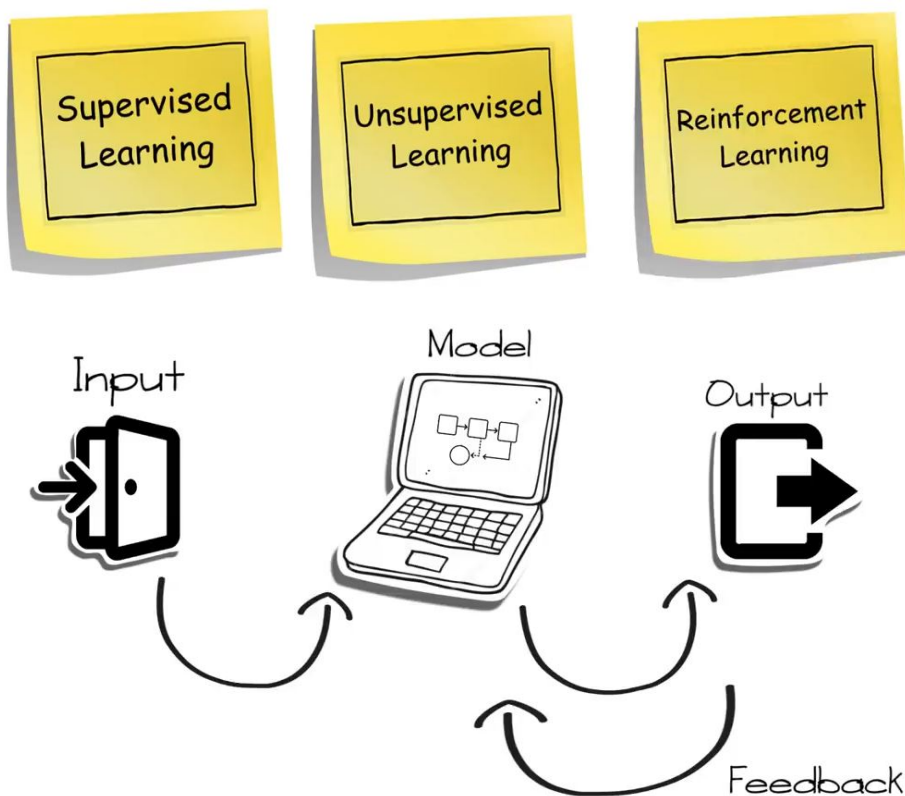 Supervised
Learning
Unsupervised
Learning
Reinforcement
Learning
Input
Model
Output
Feedback